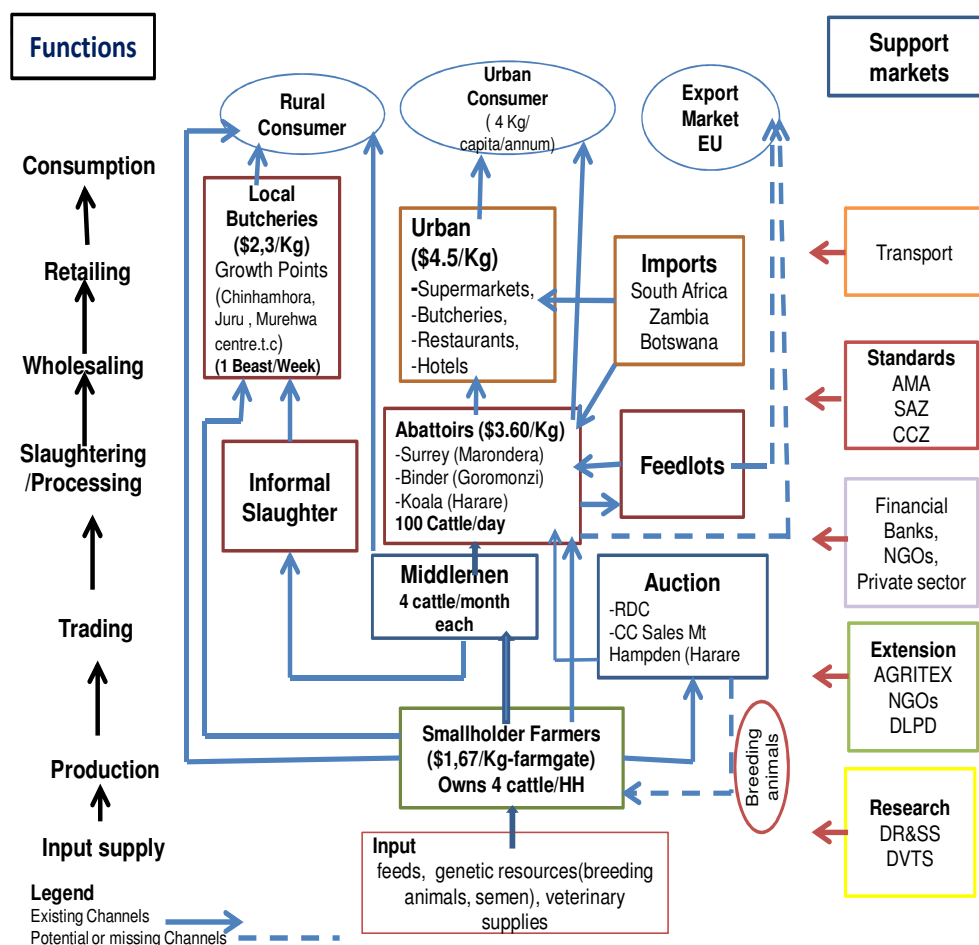 Functions
Support
markets
Rural
Consumer
Urban
Consumer
( 4 Kg/
capita/annum)
Export
Market
EU
Consumption
Retailing
Wholesaling
Slaughtering
/Processing
Trading
Production
Input supply
Local
Butcheries
($2,3/Kg)
Growth Points
(Chinhamhora,
Juru , Murehwa
centre.t.c)
(1 Beast/Week)
Urban
($4.5/Kg)
-Supermarkets,
-Butcheries,
-Restaurants,
-Hotels
Imports
South Africa
Zambia
Botswana
Informal
Slaughter
Abattoirs ($3.60/Kg)
-Surrey (Marondera)
-Binder (Goromonzi)
-Koala (Harare)
100 Cattle/day
Feedlots
Middlemen
4 cattle/month
each
Auction
-RDC
-CC Sales Mt
Hampden (Harare
Smallholder Farmers
($1,67/Kg-farmgate)
Owns 4 cattle/HH
Breeding
animals
Input
feeds, genetic resources(breeding
animals, semen), veterinary
supplies
Transport
Standards
AMA
SAZ
CCZ
Financial
Banks,
NGOs,
Private sector
Extension
AGRITEX
NGOs
DLPD
Research
DR&SS
DVTS
Legend
Existing Channels
Potential or missing Channels